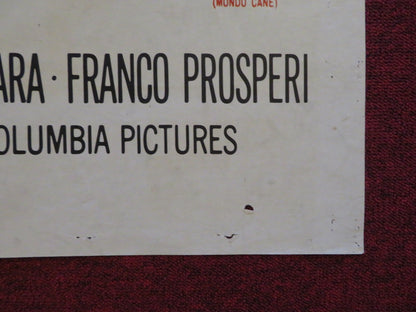 (MONDO CANE)
ARA · FRANCO PROSPERI
OLUMBIA PICTURES